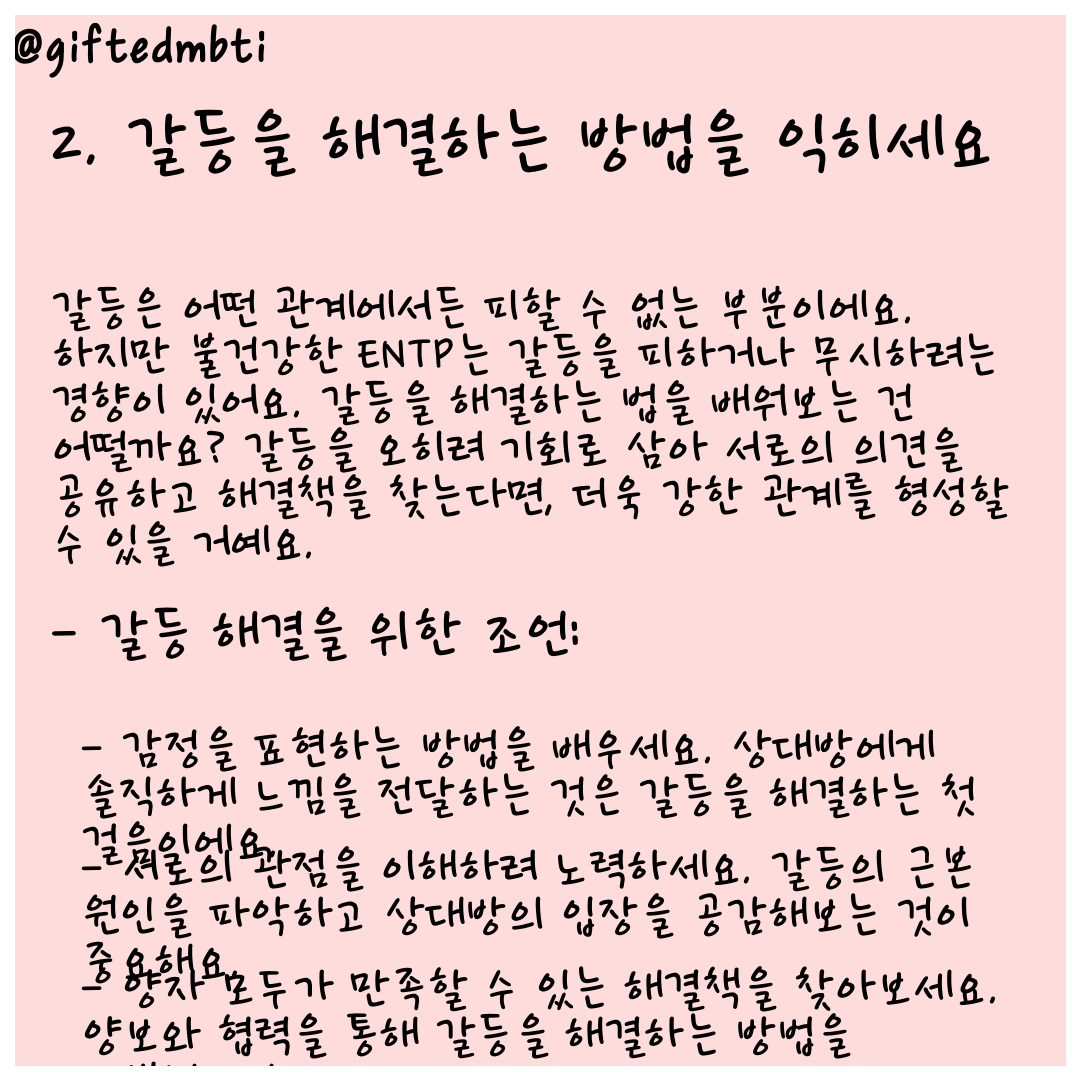 @giftedmbti
2. 갈등을 해결하는 방법을 익히세요
갈등은 어떤 관계에서든 피할 수 없는 부분이에요.
하지만 불건강한 ENTP는 갈등을 피하거나 무시하려는
경향이 있어요. 갈등을 해결하는 법을 배워보는 건
어떨까요? 갈등을 오히려 기회로 삼아 서로의 의견을
공유하고 해결책을 찾는다면, 더욱 강한 관계를 형성할
수 있을 거예요.
- 갈등 해결을 위한 조언:
- 감정을 표현하는 방법을 배우세요. 상대방에게
솔직하게 느낌을 전달하는 것은 갈등을 해결하는 첫
걸음이에요.
- 서로의 관점을 이해하려 노력하세요. 갈등의 근본
원인을 파악하고 상대방의 입장을 공감해보는 것이
중요해요.
- 양자 모두가 만족할 수 있는 해결책을 찾아보세요.
양보와 협력을 통해 갈등을 해결하는 방법을